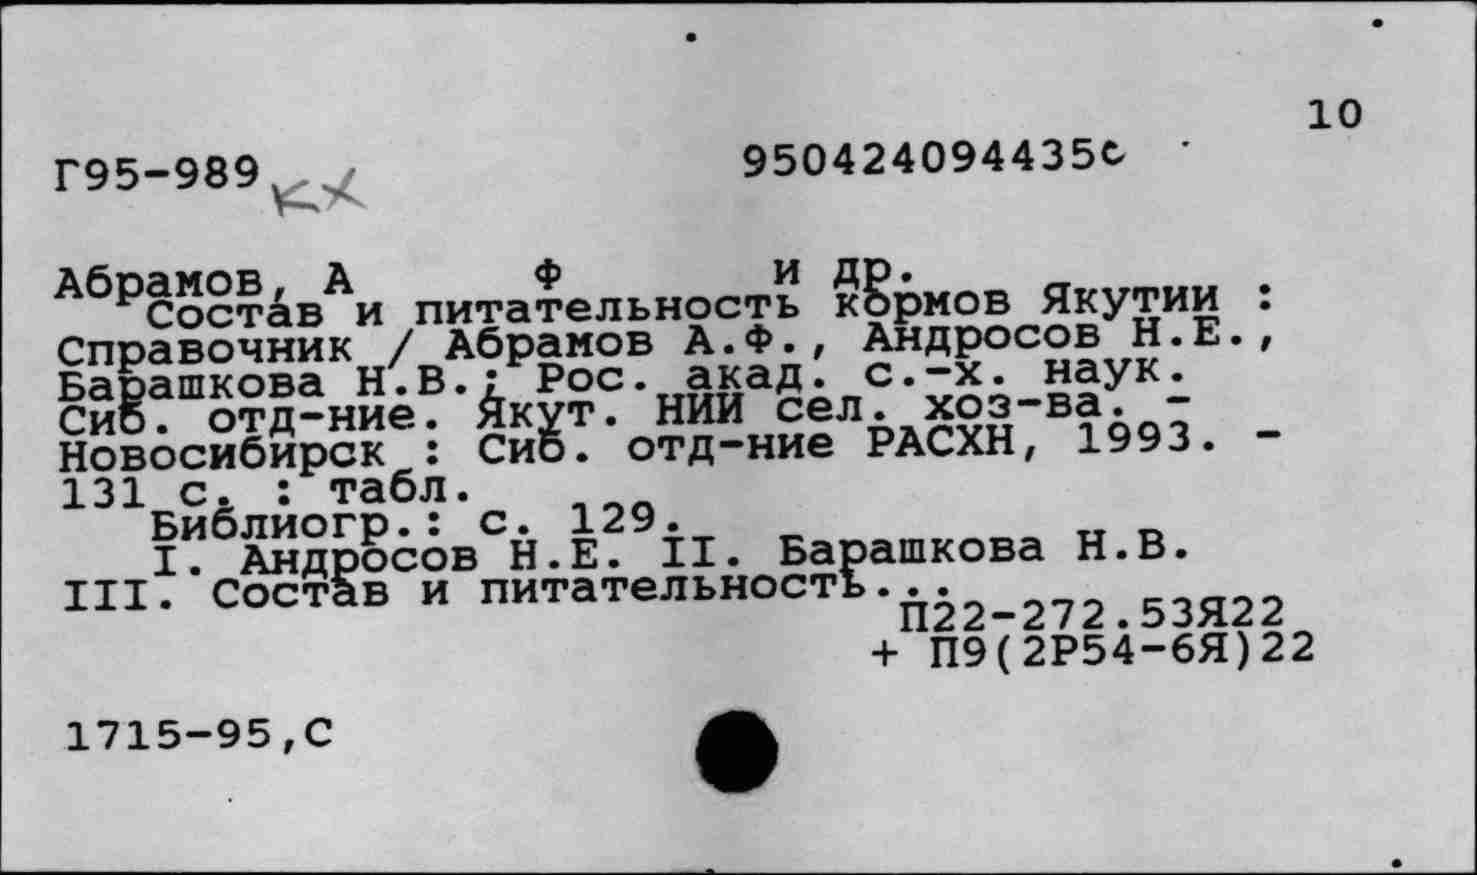 10
Г95-989 950424094435С
КХ
Абрамов, А Ф и др.
Состав и питательность кормов Якутии :
Справочник / Абрамов А.Ф., Андросов Н.Е.,
Барашкова Н.В.; Рос. акад. с.-х. наук.
Сиб. отд-ние. Якут. НИИ сел. хоз-ва. -
Новосибирск : Сиб. отд-ние РАСХН, 1993. -
131 с. : табл.
Библиогр.: с. 129.
I. Андросов Н.Е. II. Барашкова Н.В.
III. Состав и питательность...
П22-272.53Я22
+ П9(2Р54-6Я)22
1715-95,С